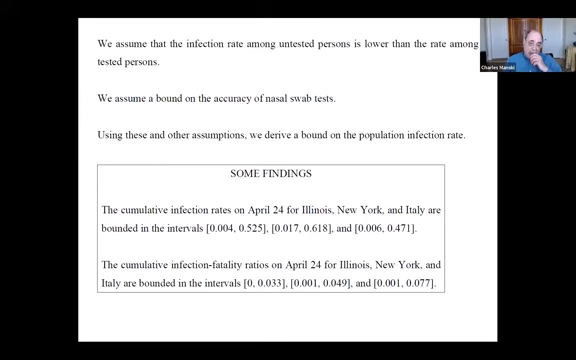 We assume that the infection rate among untested persons is lower than the rate among
tested persons.
We assume a bound on the accuracy of nasal swab tests.
Using these and other assumptions, we derive a bound on the population infection rate.
SOME FINDINGS
The cumulative infection rates on April 24 for Illinois, New York, and Italy are
bounded in the intervals [0.004, 0.525], [0.017, 0.618], and [0.006, 0.471].
The cumulative infection-fatality ratios on April 24 for Illinois, New York, and
Italy are bounded in the intervals [0, 0.033], [0.001, 0.049], and [0.001, 0.077].
Charles Manski